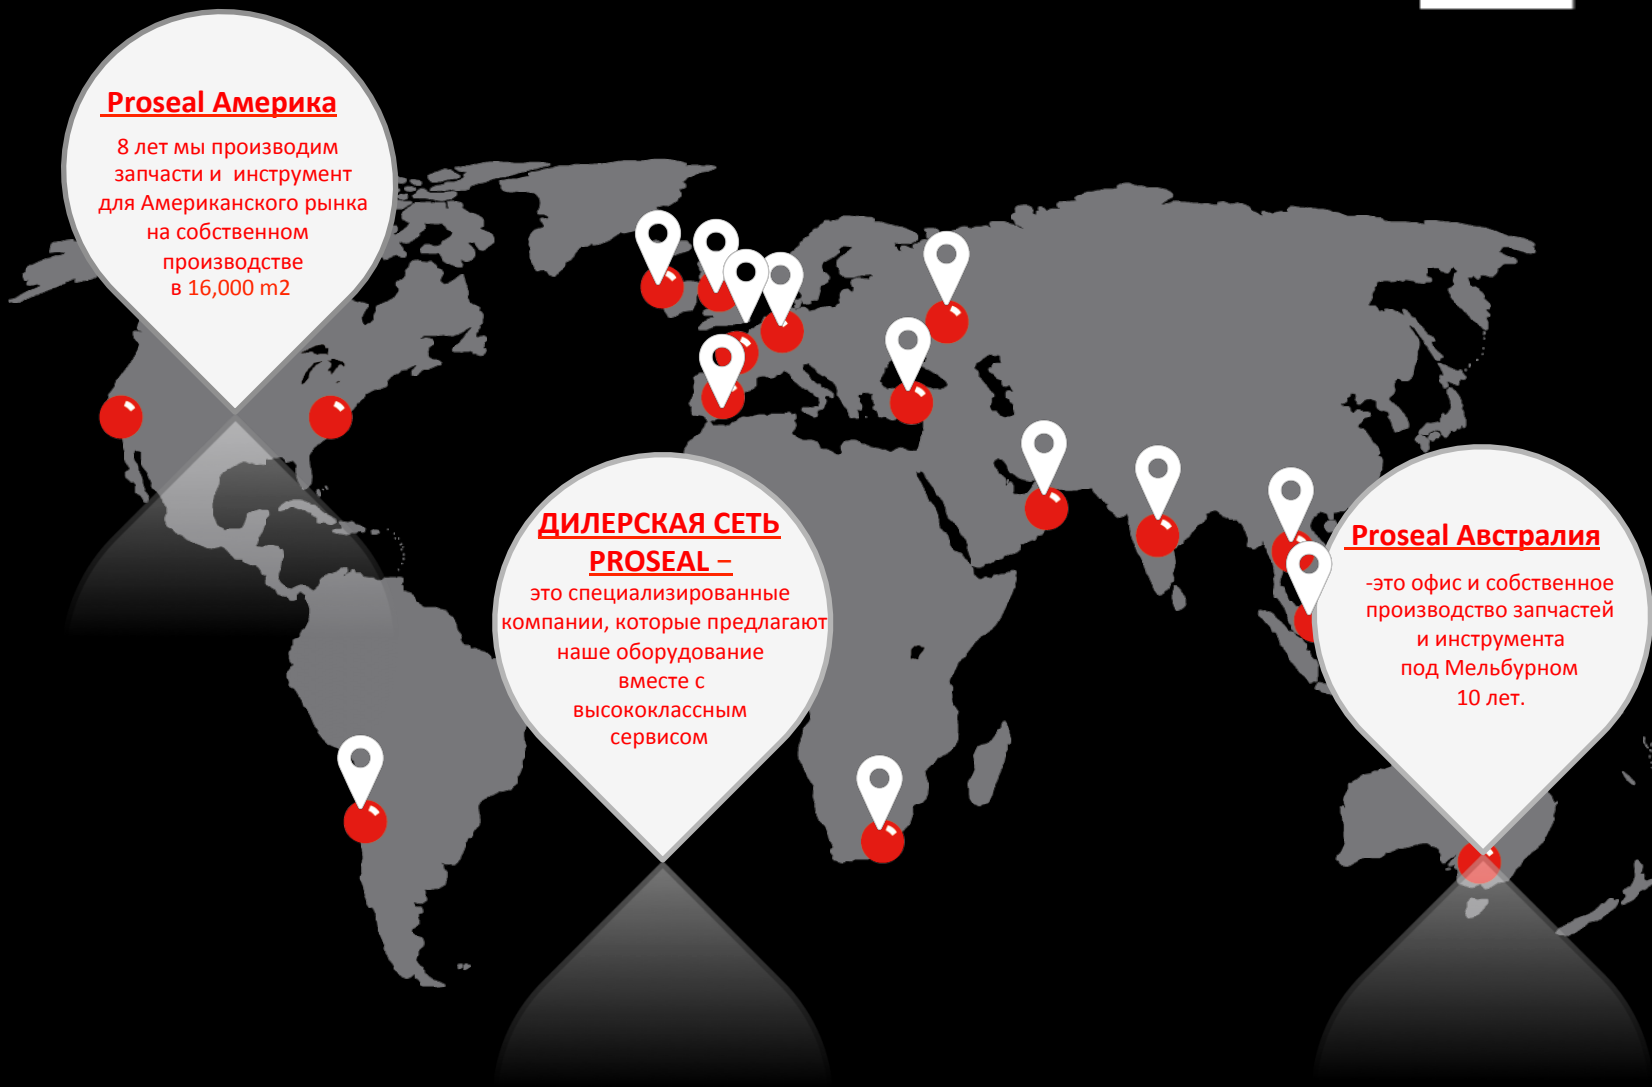 Proseal Америка
8 лет мы производим
запчасти и инструмент
для Американского рынка
на собственном
производстве
в 16,000 m2
ДИЛЕРСКАЯ СЕТЬ
PROSEAL –
это специализированные
компании, которые предлагают
наше оборудование
вместе с
высококлассным
сервисом
Proseal Австралия
-это офис и собственное
производство запчастей
и инструмента
под Мельбурном
10 лет.